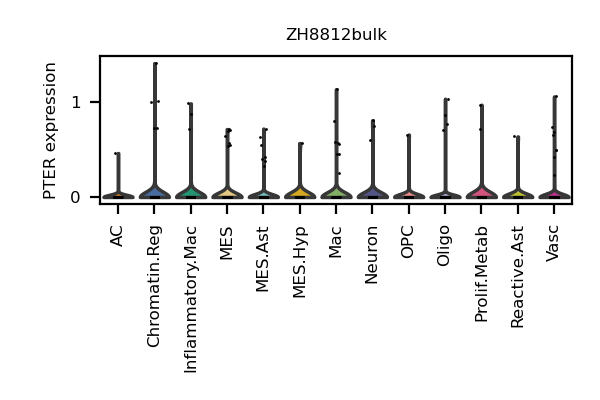 ZH8812bulk
PTER expression
1
0
AC
Chromatin.Reg
Inflammatory.Mac
MES
MES.Ast
MES.Hyp
Mac
Neuron
OPC
Oligo
Prolif.Metab
Reactive.Ast
Vasc